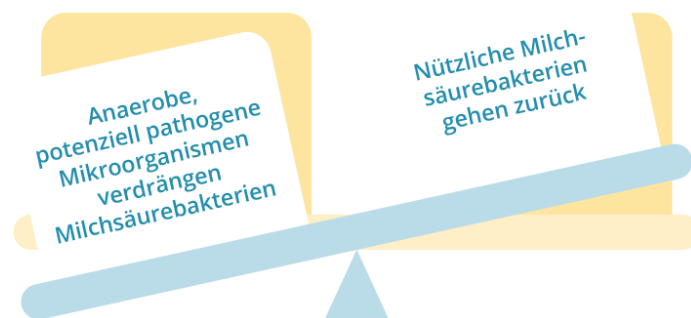 Anaerobe,
potenziell pathogene
Mikroorganismen
verdrängen
Milchsäurebakterien
Nützliche Milch-
säurebakterien
gehen zurück